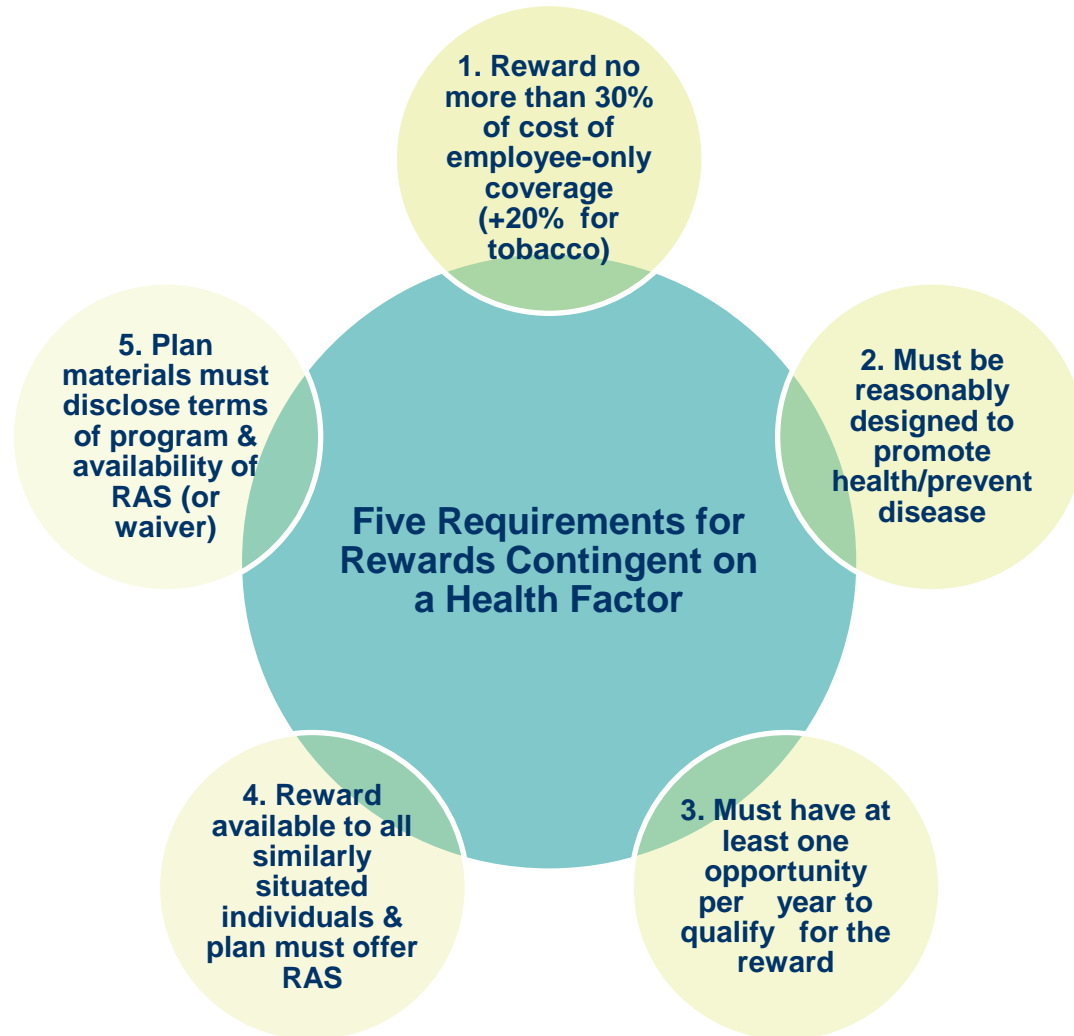 1. Reward no
more than 30%
of cost of
employee-only
coverage
(+20% for
tobacco)
2. Must be
reasonably
designed to
promote
health/prevent
disease
3. Must have at
least one
opportunity
per year to
qualify for the
reward
4. Reward
available to all
similarly
situated
individuals &
plan must offer
RAS
5. Plan
materials must
disclose terms
of program &
availability of
RAS (or
waiver)
Five Requirements for
Rewards Contingent on
a Health Factor